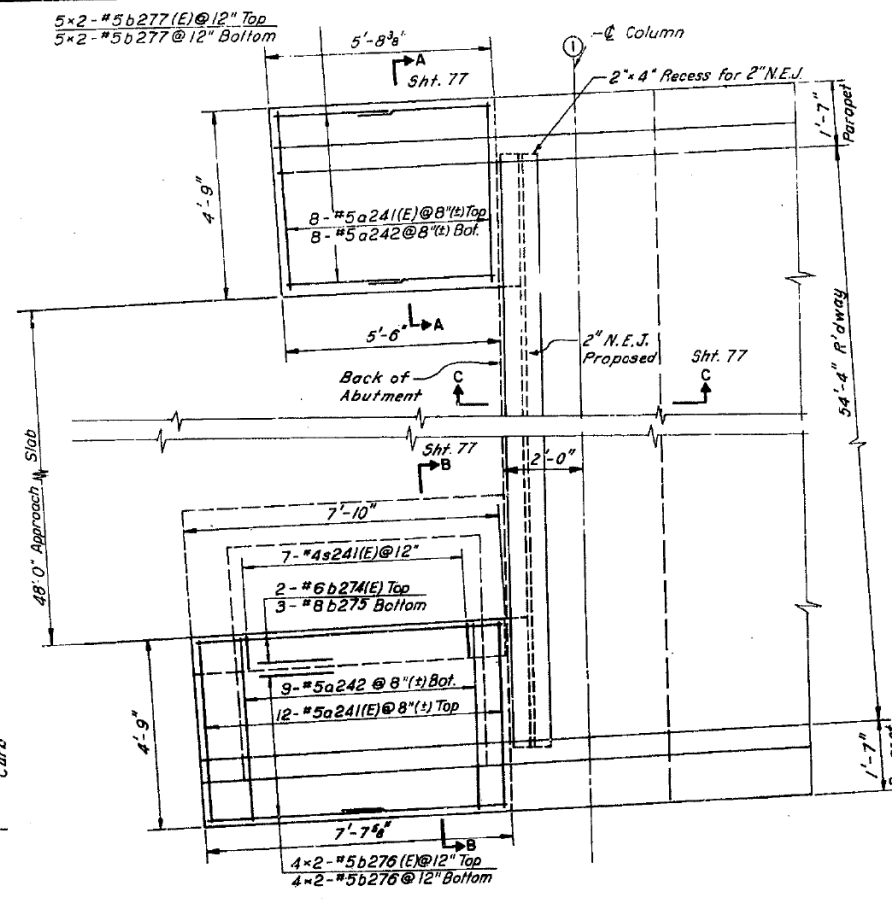 5×2-#5b277(E)@12" Top
5×2-#5b277@12" Bottom
5'-8 3/8"
A
Sht. 77
1
-℄ Column
2"×4" Recess for 2" N.E.J.
1'-7"
Parapet
4'-9"
8-#5a241(E)@8"(±)Top
8-#5a242@8"(±) Bot.
A
5'-6"
2" N.E.J.
Proposed
Back of
Abutment
C
Sht. 77
C
54'-4" R'dway
48'0" Approach Slab
Sht. 77
B
2'-0"
7'-10"
7-#4s241(E)@12"
2-#6b274(E) Top
3-#8b275 Bottom
9-#5a242 @ 8"(±) Bot.
12-#5a241(E)@8"(±) Top
4'-9"
1'-7"
7'-7 5/8"
B
4×2-#5b276(E)@12" Top
4×2-#5b276@12" Bottom